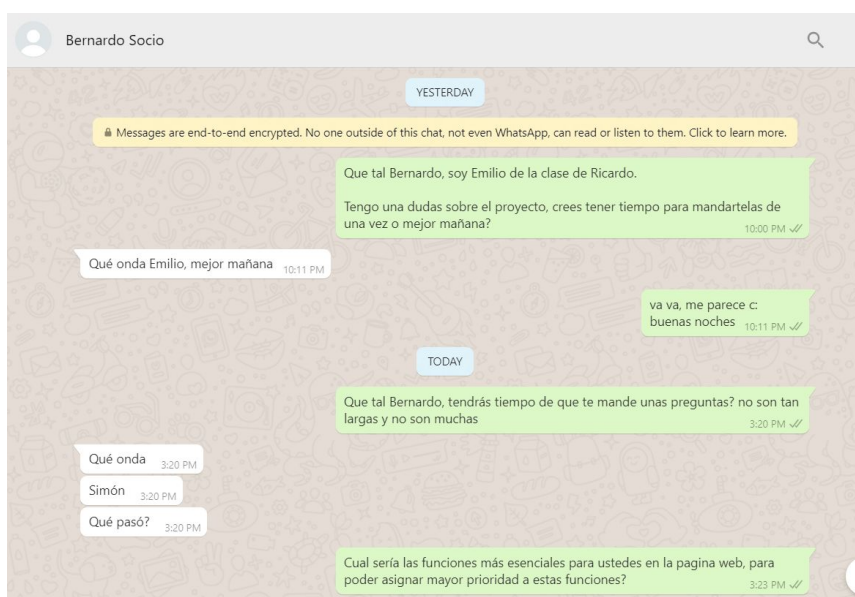 Bernardo Socio
YESTERDAY
Messages are end-to-end encrypted. No one outside of this chat, not even WhatsApp, can read or listen to them. Click to learn more.
Que tal Bernardo, soy Emilio de la clase de Ricardo.
Tengo una dudas sobre el proyecto, crees tener tiempo para mandartelas de
una vez o mejor mañana?
10:00 PM
Qué onda Emilio, mejor mañana 10:11 PM
va va, me parece c:
buenas noches 10:11 PM
TODAY
Que tal Bernardo, tendrás tiempo de que te mande unas preguntas? no son tan
largas y no son muchas
3:20 PM
Qué onda 3:20 PM
Simón 3:20 PM
Qué pasó? 3:20 PM
Cual sería las funciones más esenciales para ustedes en la pagina web, para
poder asignar mayor prioridad a estas funciones?
3:23 PM